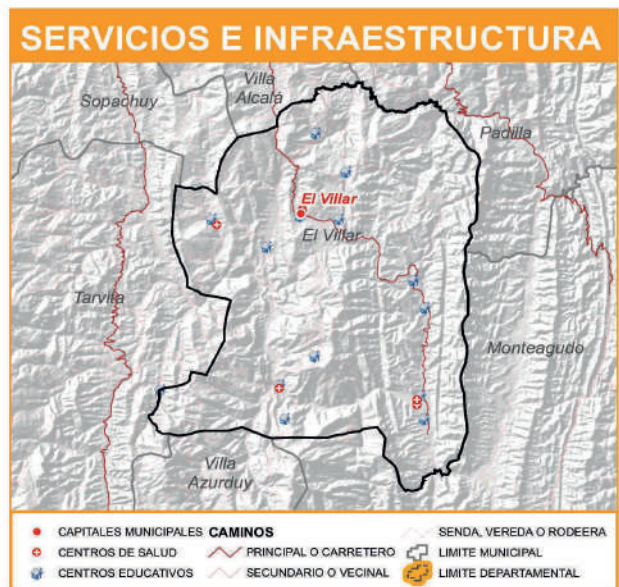 SERVICIOS E INFRAESTRUCTURA
Villa
Alcalá
Sopachuy
Padilla
El Villar
El Villar
Tarvita
Monteagudo
Villa
Azurduy
CAPITALES MUNICIPALES
CENTROS DE SALUD
CENTROS EDUCATIVOS
CAMINOS
PRINCIPAL O CARRETERO
SECUNDARIO O VECINAL
SENDA, VEREDA O RODEERA
LIMITE MUNICIPAL
LIMITE DEPARTAMENTAL